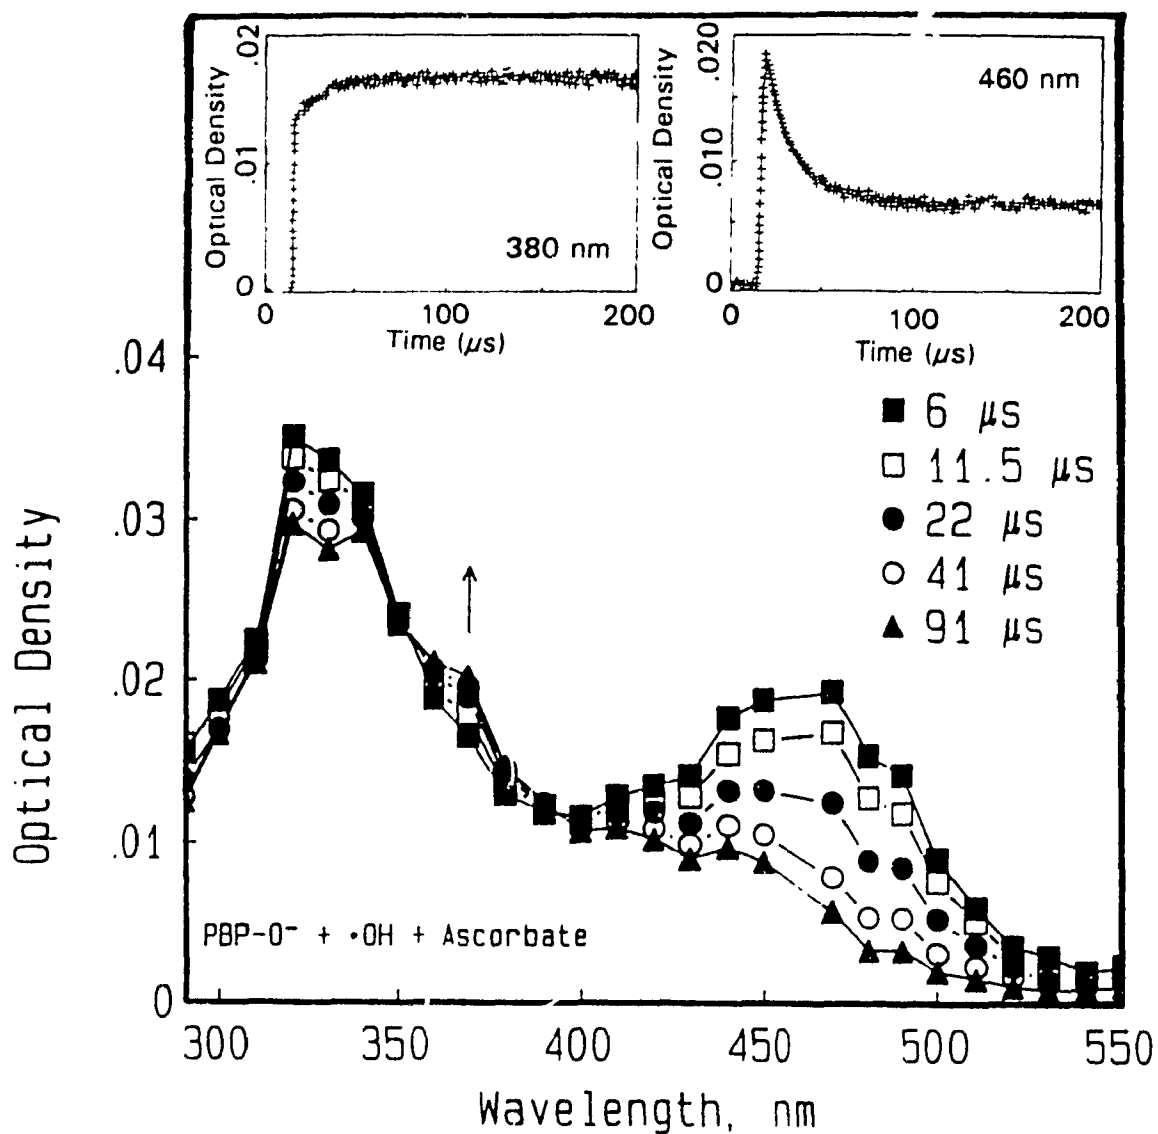 .02
.01
0
Optical Density
380 nm
0 100 200
Time (μs)
.020
.010
0
Optical Density
460 nm
0 100 200
Time (μs)
6 μs
11.5 μs
22 μs
41 μs
91 μs
.04
.03
.02
.01
0
Optical Density
PBP-O⁻ + ·OH + Ascorbate
300 350 400 450 500 550
Wavelength, nm